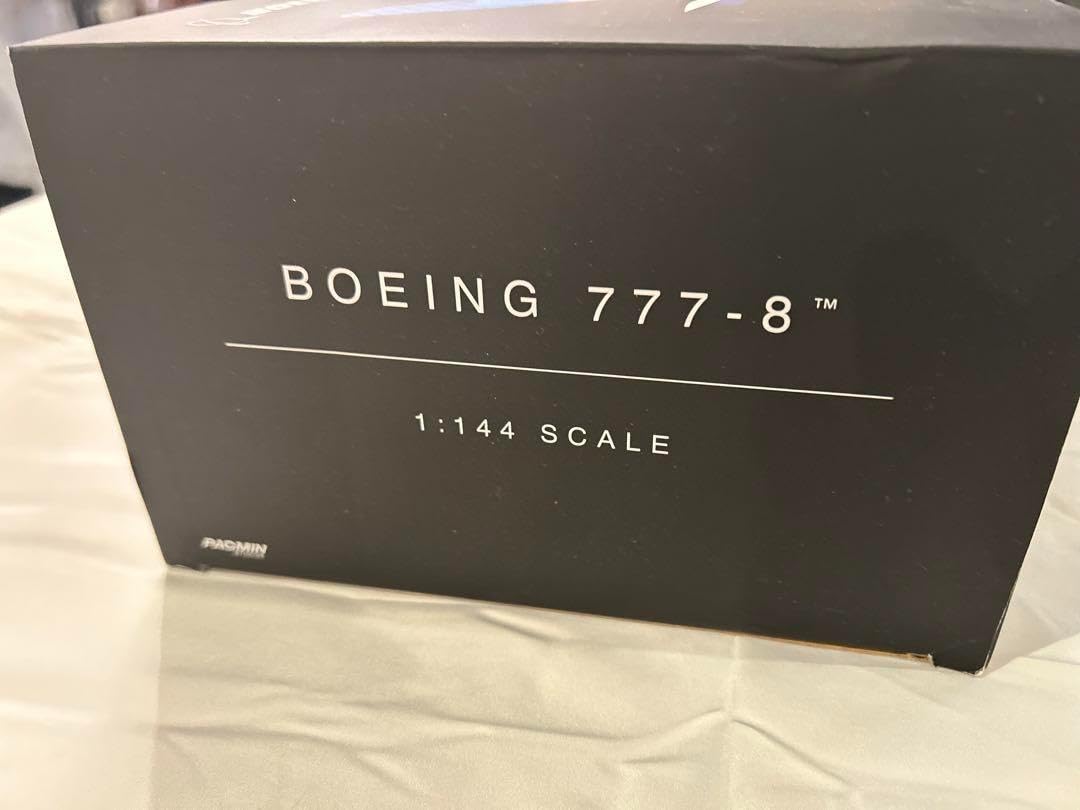 BOEING 777-8™
1:144 SCALE
PACMIN